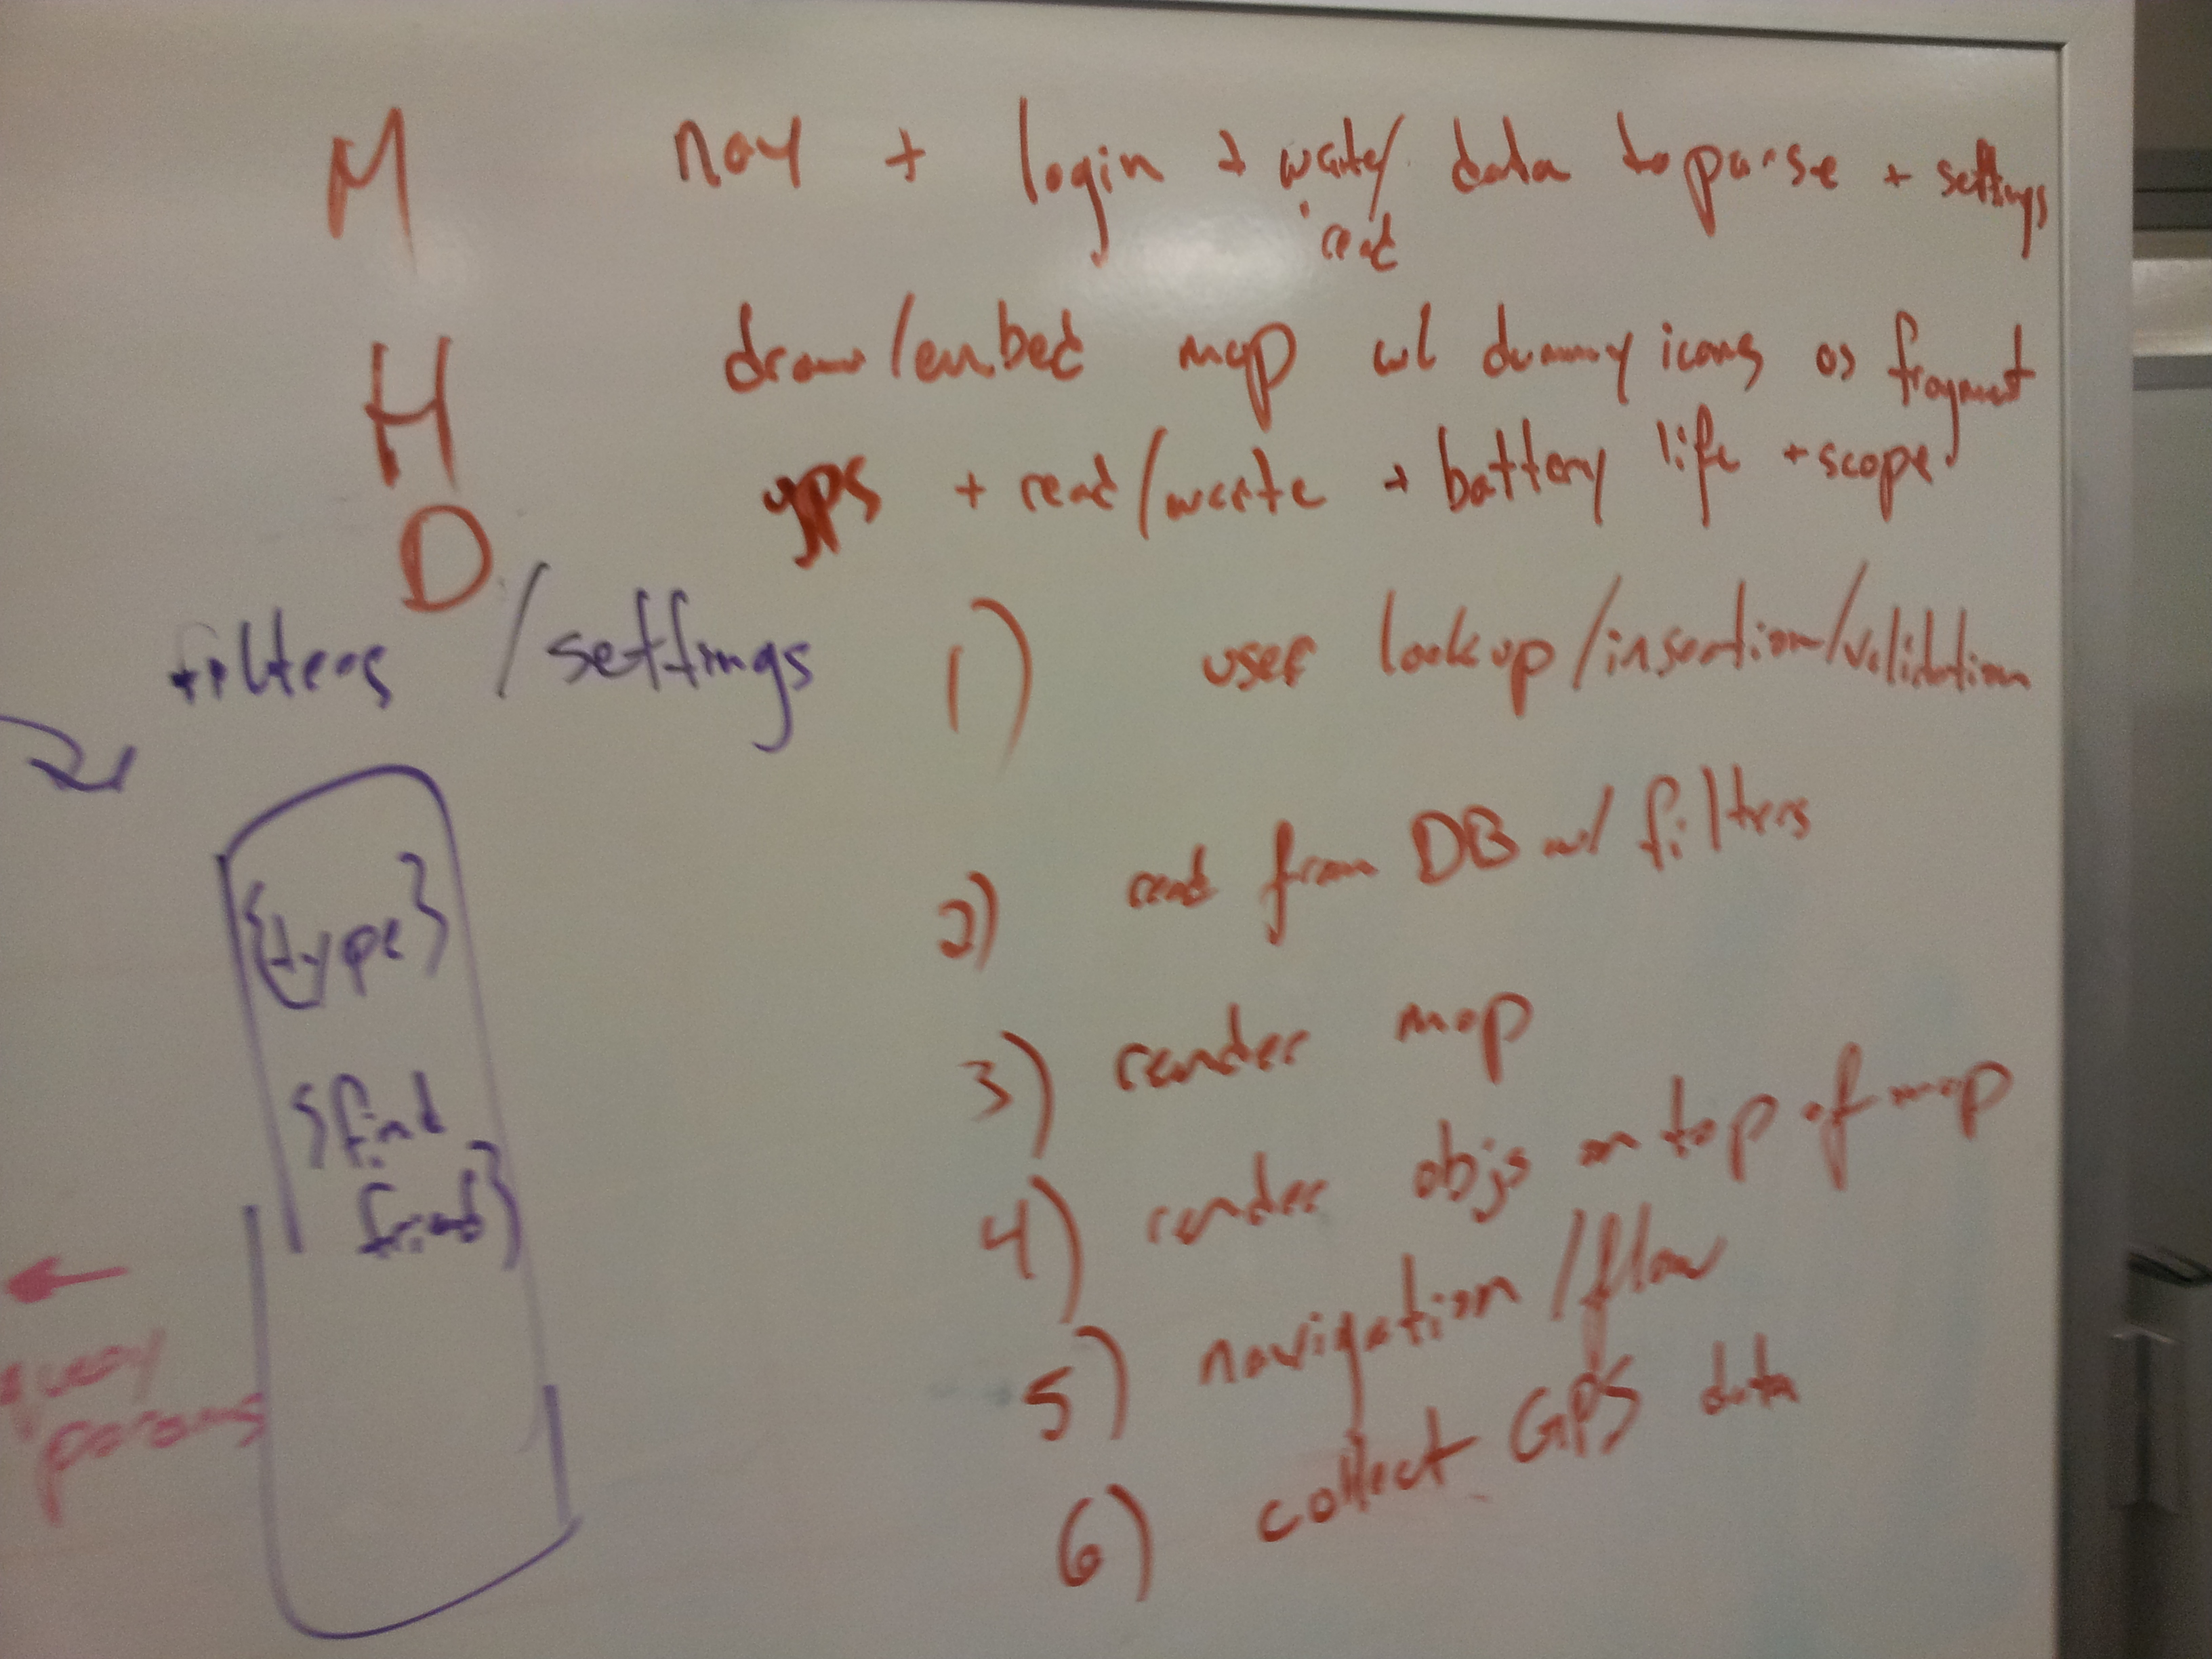 M nav + login + write/ data to parse + settings
read
H draw/embed map w/ dummy icons as fragment
D gps + read/write + battery life + scope
filters /settings
1) user lookup/insertion/validation
2) read from DB w/ filters
{type}
3) render map
{find
friend}
4) render objs on top of map
5) navigation/flow
query
params
6) collect GPS data